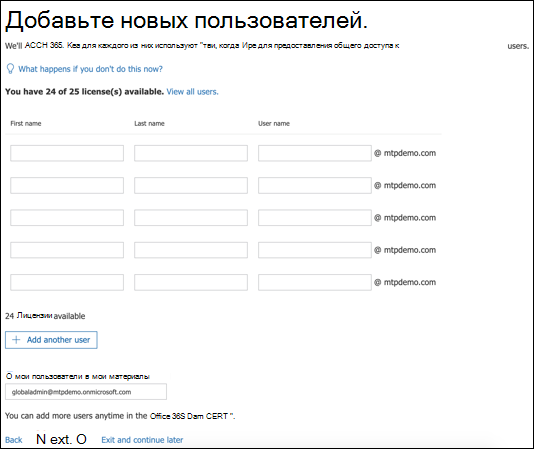 Добавьте новых пользователей.
We'll АССН 365. Кеа для каждого из них используют "тви, когда Ире для предоставления общего доступа к users.
What happens if you don't do this now?
You have 24 of 25 license(s) available. View all users.
First name Last name User name
@ mtpdemo.com
@ mtpdemo.com
@ mtpdemo.com
@ mtpdemo.com
@ mtpdemo.com
24 Лицензии available
+ Add another user
О мои пользователи в мои материалы
globaladmin@mtpdemo.onmicrosoft.com
You can add more users anytime in the Office 36S Dam CERT ".
Back N ext. O Exit and continue later